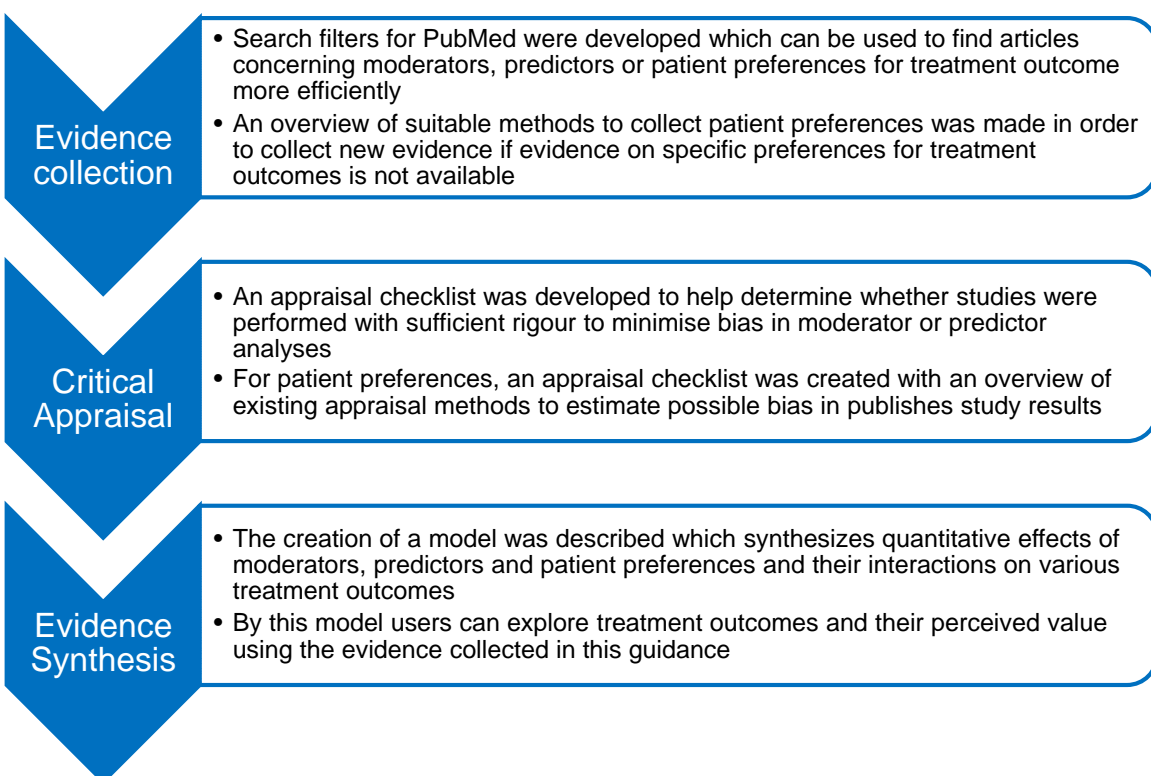 Evidence
collection
• Search filters for PubMed were developed which can be used to find articles
concerning moderators, predictors or patient preferences for treatment outcome
more efficiently
• An overview of suitable methods to collect patient preferences was made in order
to collect new evidence if evidence on specific preferences for treatment
outcomes is not available
Critical
Appraisal
• An appraisal checklist was developed to help determine whether studies were
performed with sufficient rigour to minimise bias in moderator or predictor
analyses
• For patient preferences, an appraisal checklist was created with an overview of
existing appraisal methods to estimate possible bias in publishes study results
Evidence
Synthesis
• The creation of a model was described which synthesizes quantitative effects of
moderators, predictors and patient preferences and their interactions on various
treatment outcomes
• By this model users can explore treatment outcomes and their perceived value
using the evidence collected in this guidance